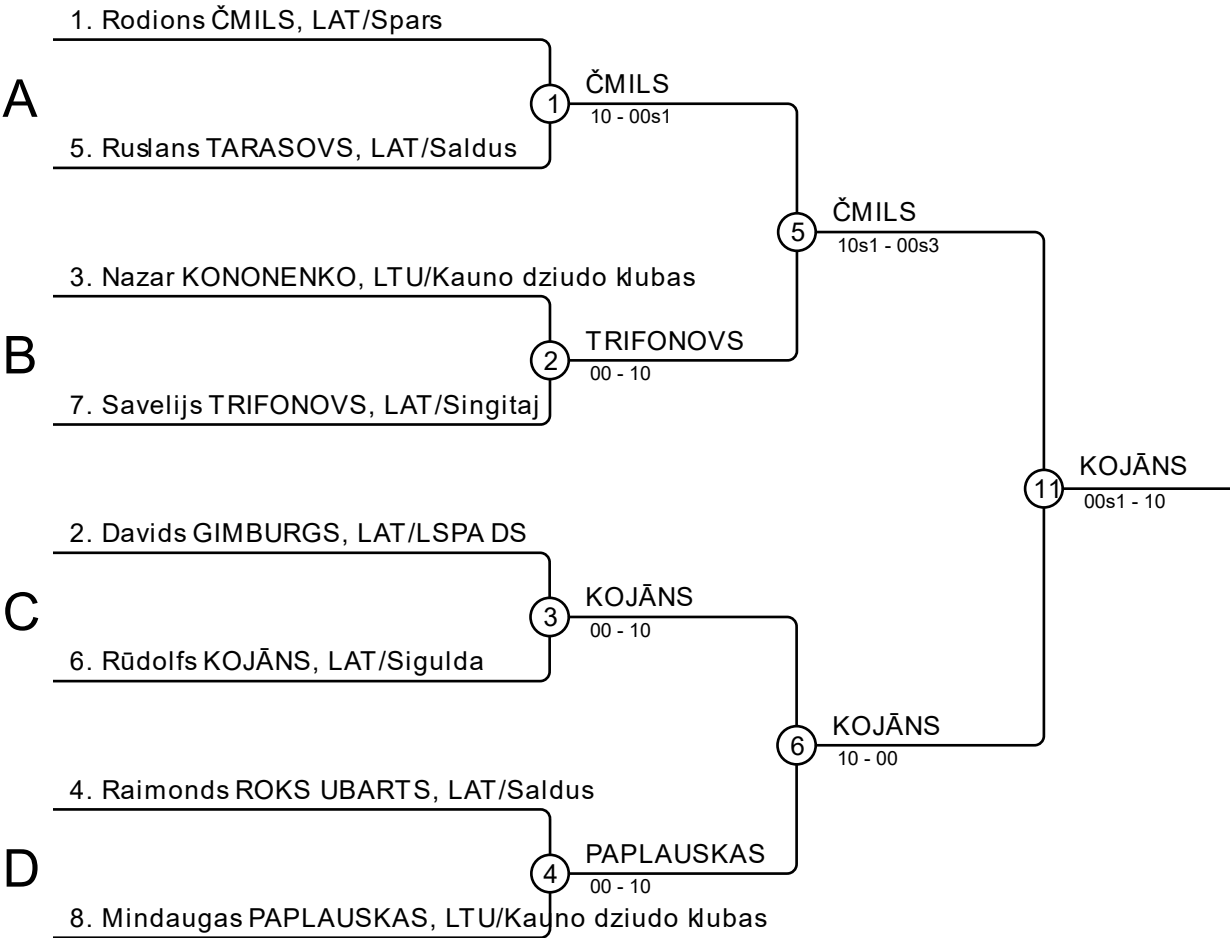 1. Rodions ČMILS, LAT/Spars
A
1
ČMILS
10 - 00s1
5. Ruslans TARASOVS, LAT/Saldus
5
ČMILS
10s1 - 00s3
3. Nazar KONONENKO, LTU/Kauno dziudo klubas
B
2
TRIFONOVS
00 - 10
7. Savelijs TRIFONOVS, LAT/Singitaj
11
KOJĀNS
00s1 - 10
2. Davids GIMBURGS, LAT/LSPA DS
C
3
KOJĀNS
00 - 10
6. Rūdolfs KOJĀNS, LAT/Sigulda
6
KOJĀNS
10 - 00
4. Raimonds ROKS UBARTS, LAT/Saldus
D
4
PAPLAUSKAS
00 - 10
8. Mindaugas PAPLAUSKAS, LTU/Kauno dziudo klubas